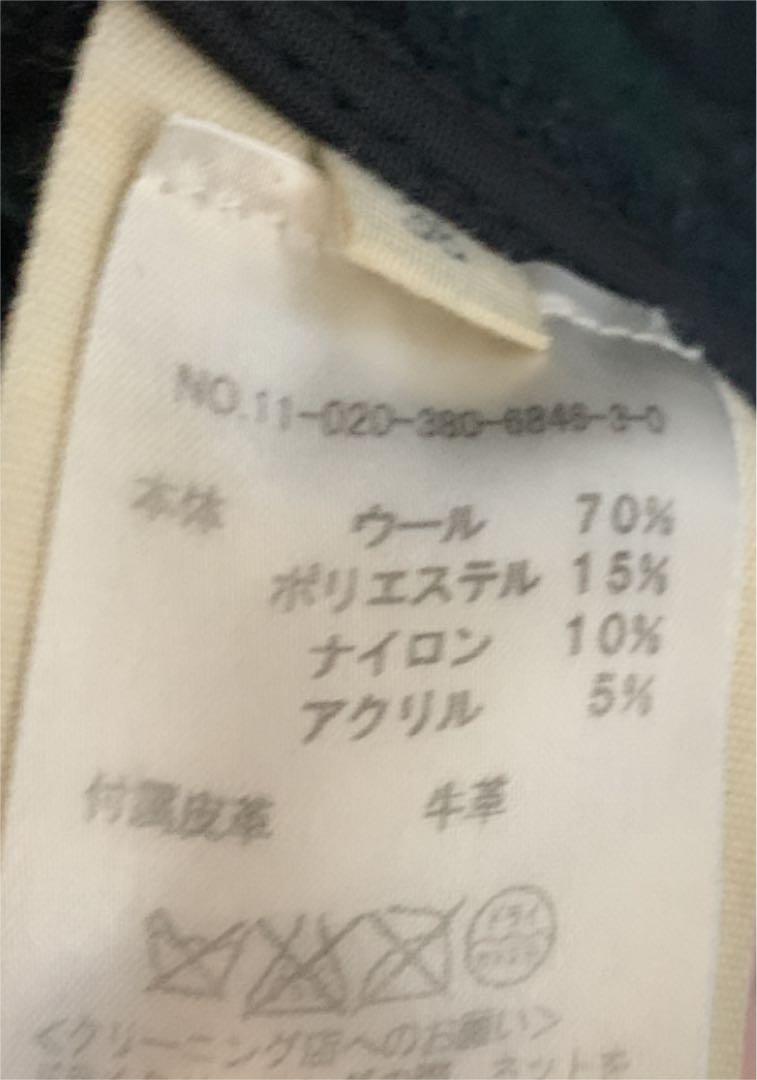 NO.11-020-380-6846-3-0
本体 ウール 70%
ポリエステル 15%
ナイロン 10%
アクリル 5%
付属皮革 牛革
ドライ
<クリーニング店へのお願い>